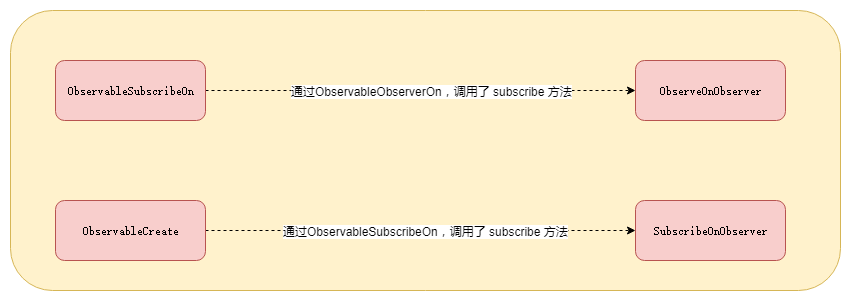 ObservableSubscribeOn
通过ObservableObserverOn，调用了 subscribe 方法
ObserveOnObserver
ObservableCreate
通过ObservableSubscribeOn，调用了 subscribe 方法
SubscribeOnObserver